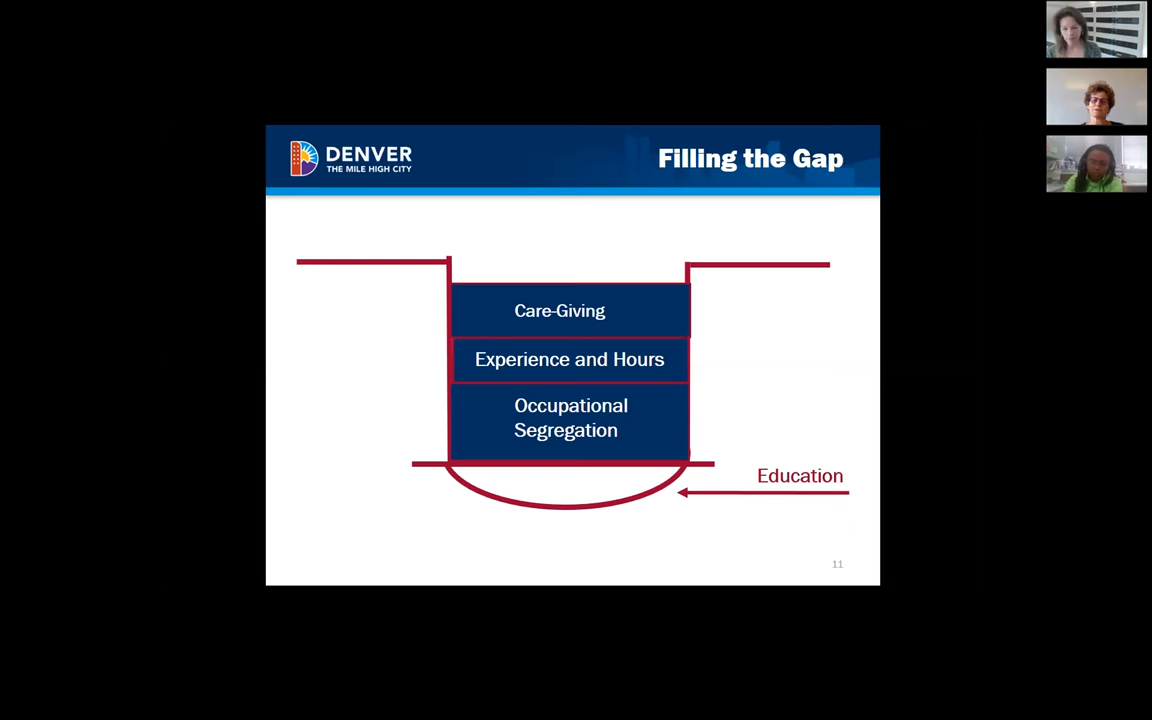 DENVER
THE MILE HIGH CITY
Filling the Gap
Care-Giving
Experience and Hours
Occupational
Segregation
Education
11